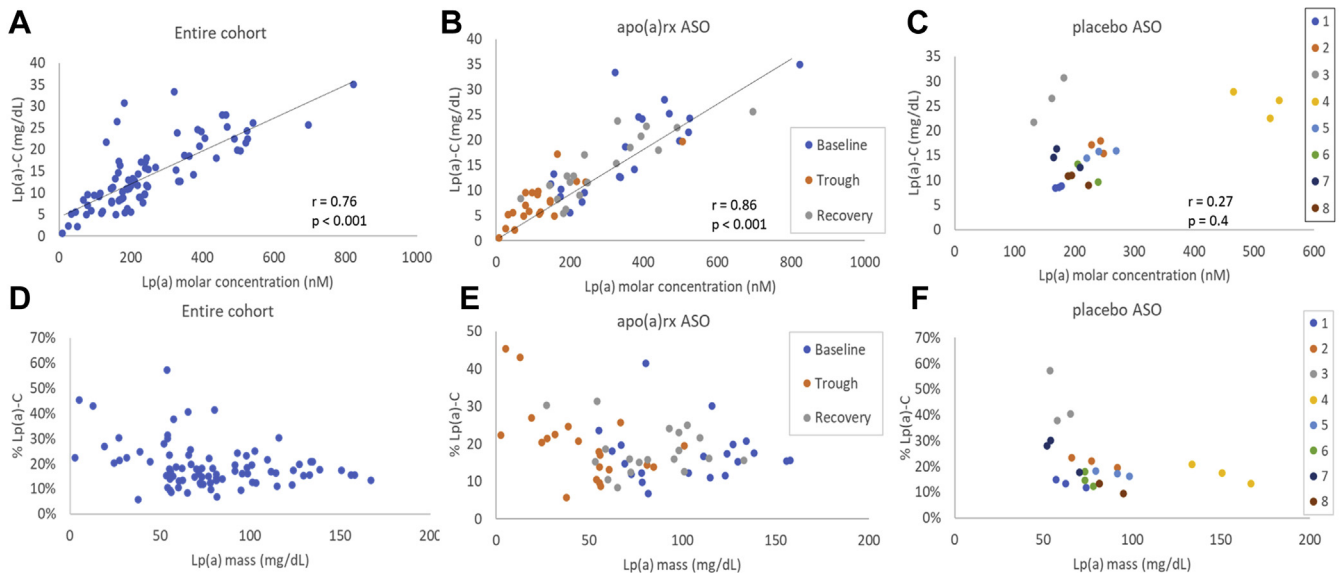 A
Entire cohort
Lp(a)-C (mg/dL)
40
35
30
25
20
15
10
5
0
0 200 400 600 800 1000
r = 0.76
p < 0.001
Lp(a) molar concentration (nM)
B
apo(a)rx ASO
Lp(a)-C (mg/dL)
40
35
30
25
20
15
10
5
0
0 200 400 600 800 1000
Baseline
Trough
Recovery
r = 0.86
p < 0.001
Lp(a) molar concentration (nM)
C
placebo ASO
Lp(a)-C (mg/dL)
35
30
25
20
15
10
5
0
0 100 200 300 400 500 600
r = 0.27
p = 0.4
Lp(a) molar concentration (nM)
1
2
3
4
5
6
7
8
D
Entire cohort
% Lp(a)-C
70%
60%
50%
40%
30%
20%
10%
0%
0 50 100 150 200
Lp(a) mass (mg/dL)
E
apo(a)rx ASO
% Lp(a)-C
50
40
30
20
10
0
0 50 100 150 200
Baseline
Trough
Recovery
Lp(a) mass (mg/dL)
F
placebo ASO
% Lp(a)-C
70%
60%
50%
40%
30%
20%
10%
0%
0 50 100 150 200
Lp(a) mass (mg/dL)
1
2
3
4
5
6
7
8